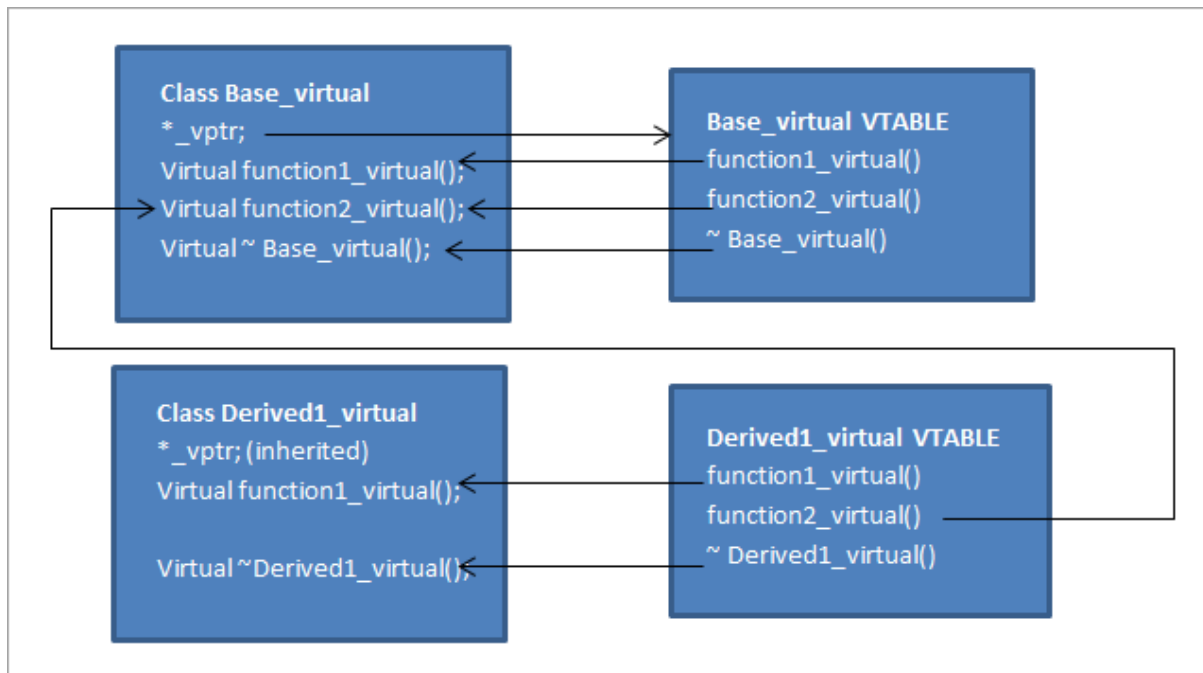 Class Base_virtual
*_vptr;
Virtual function1_virtual();
Virtual function2_virtual();
Virtual ~ Base_virtual();
Base_virtual VTABLE
function1_virtual()
function2_virtual()
~ Base_virtual()
Class Derived1_virtual
*_vptr; (inherited)
Virtual function1_virtual();
Virtual ~Derived1_virtual();
Derived1_virtual VTABLE
function1_virtual()
function2_virtual()
~ Derived1_virtual()